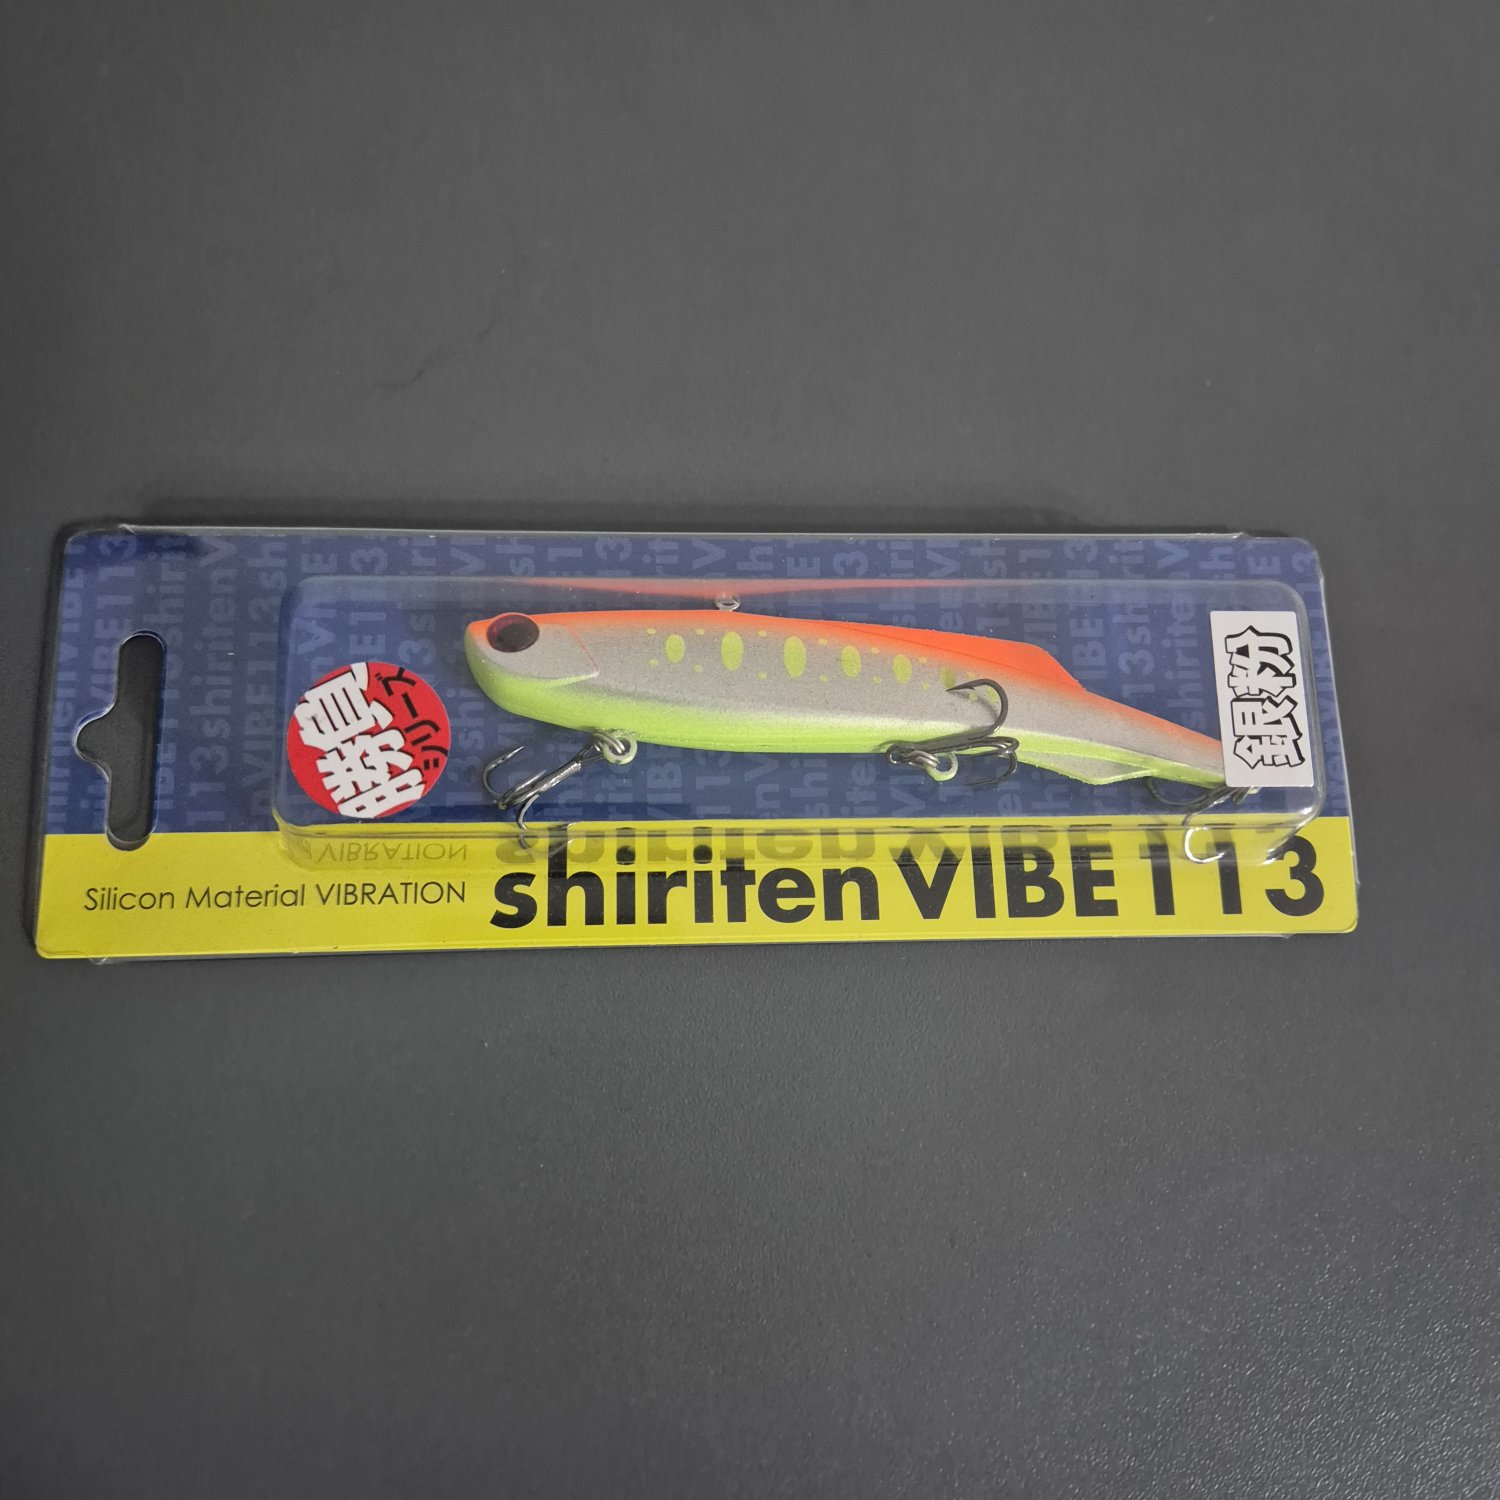 勝負
シリーズ
銀粉
Silicon Material VIBRATION
shiriten VIBE 113